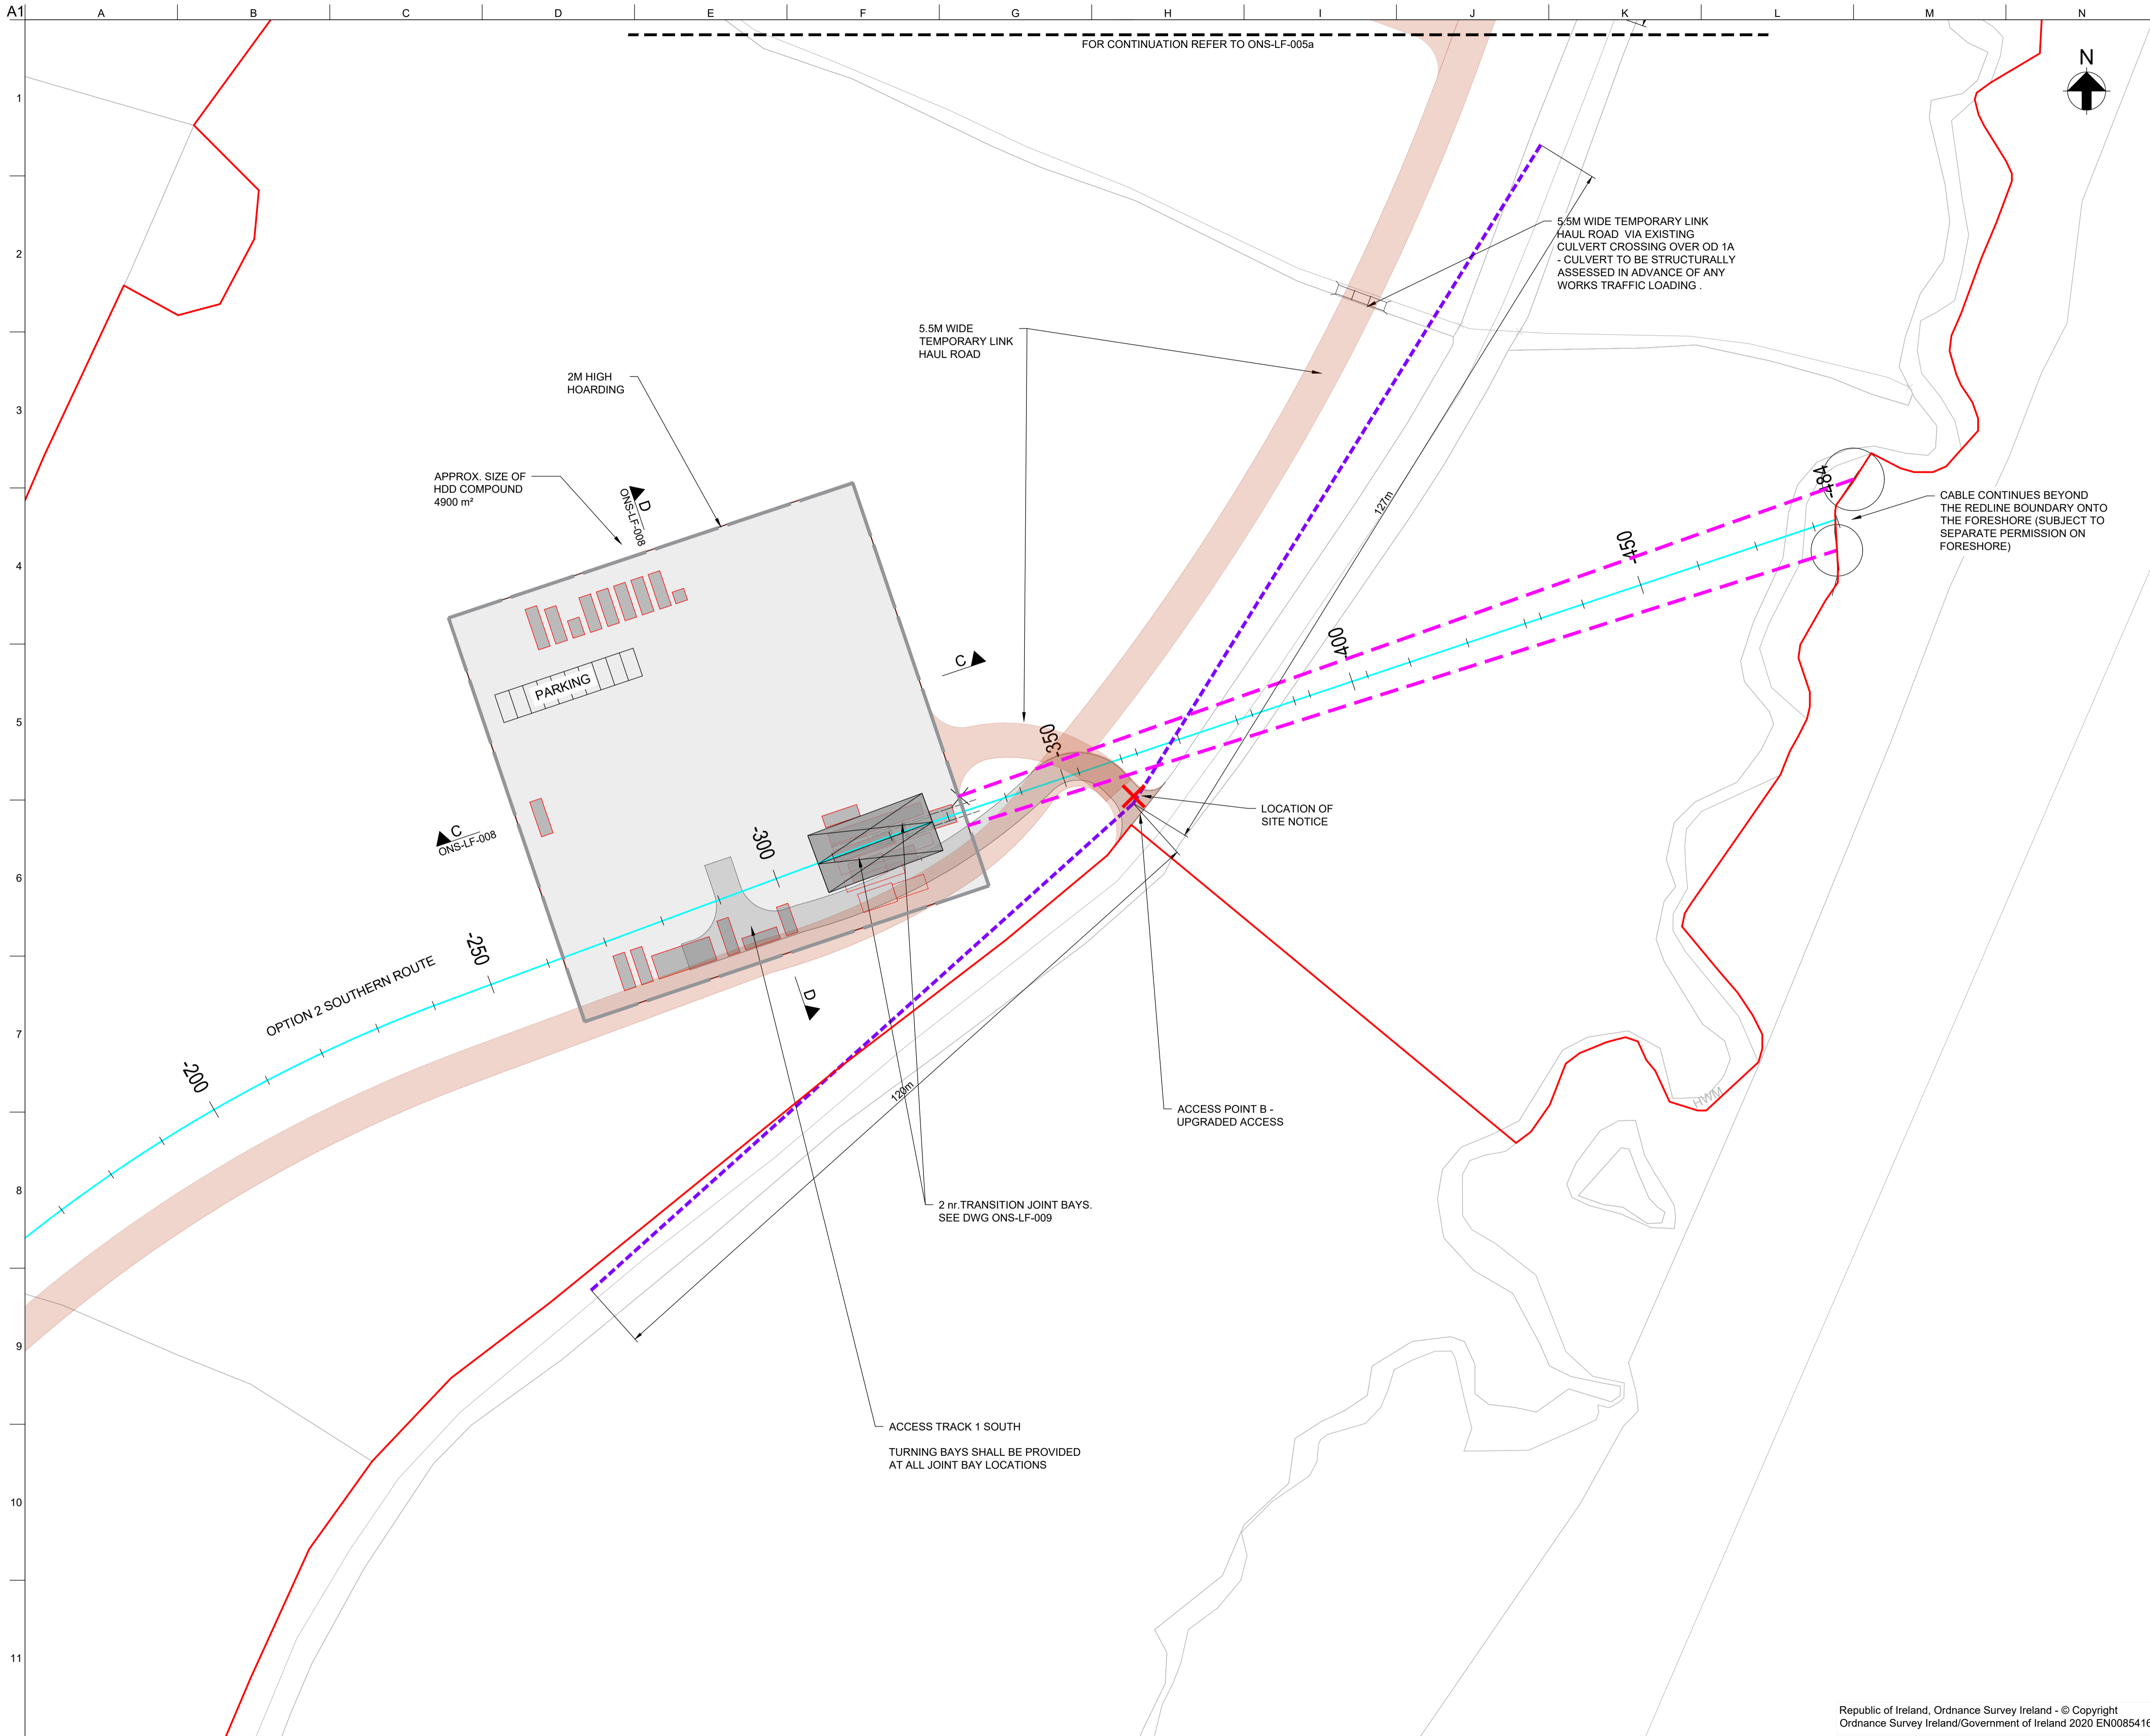 A1
A B C D E F G H I J K L M N
FOR CONTINUATION REFER TO ONS-LF-005a
N
1
2
3
4
5
6
7
8
9
10
11
5.5M WIDE TEMPORARY LINK
HAUL ROAD VIA EXISTING
CULVERT CROSSING OVER OD 1A
- CULVERT TO BE STRUCTURALLY
ASSESSED IN ADVANCE OF ANY
WORKS TRAFFIC LOADING .
5.5M WIDE
TEMPORARY LINK
HAUL ROAD
2M HIGH
HOARDING
APPROX. SIZE OF
HDD COMPOUND
4900 m²
D
ONS-LF-008
127m
-484
CABLE CONTINUES BEYOND
THE REDLINE BOUNDARY ONTO
THE FORESHORE (SUBJECT TO
SEPARATE PERMISSION ON
FORESHORE)
-450
-400
C
PARKING
-350
LOCATION OF
SITE NOTICE
C
ONS-LF-008
-300
-250
OPTION 2 SOUTHERN ROUTE
D
-200
120m
HWM
ACCESS POINT B -
UPGRADED ACCESS
2 nr.TRANSITION JOINT BAYS.
SEE DWG ONS-LF-009
ACCESS TRACK 1 SOUTH
TURNING BAYS SHALL BE PROVIDED
AT ALL JOINT BAY LOCATIONS
Republic of Ireland, Ordnance Survey Ireland - © Copyright
Ordnance Survey Ireland/Government of Ireland 2020 EN0085416